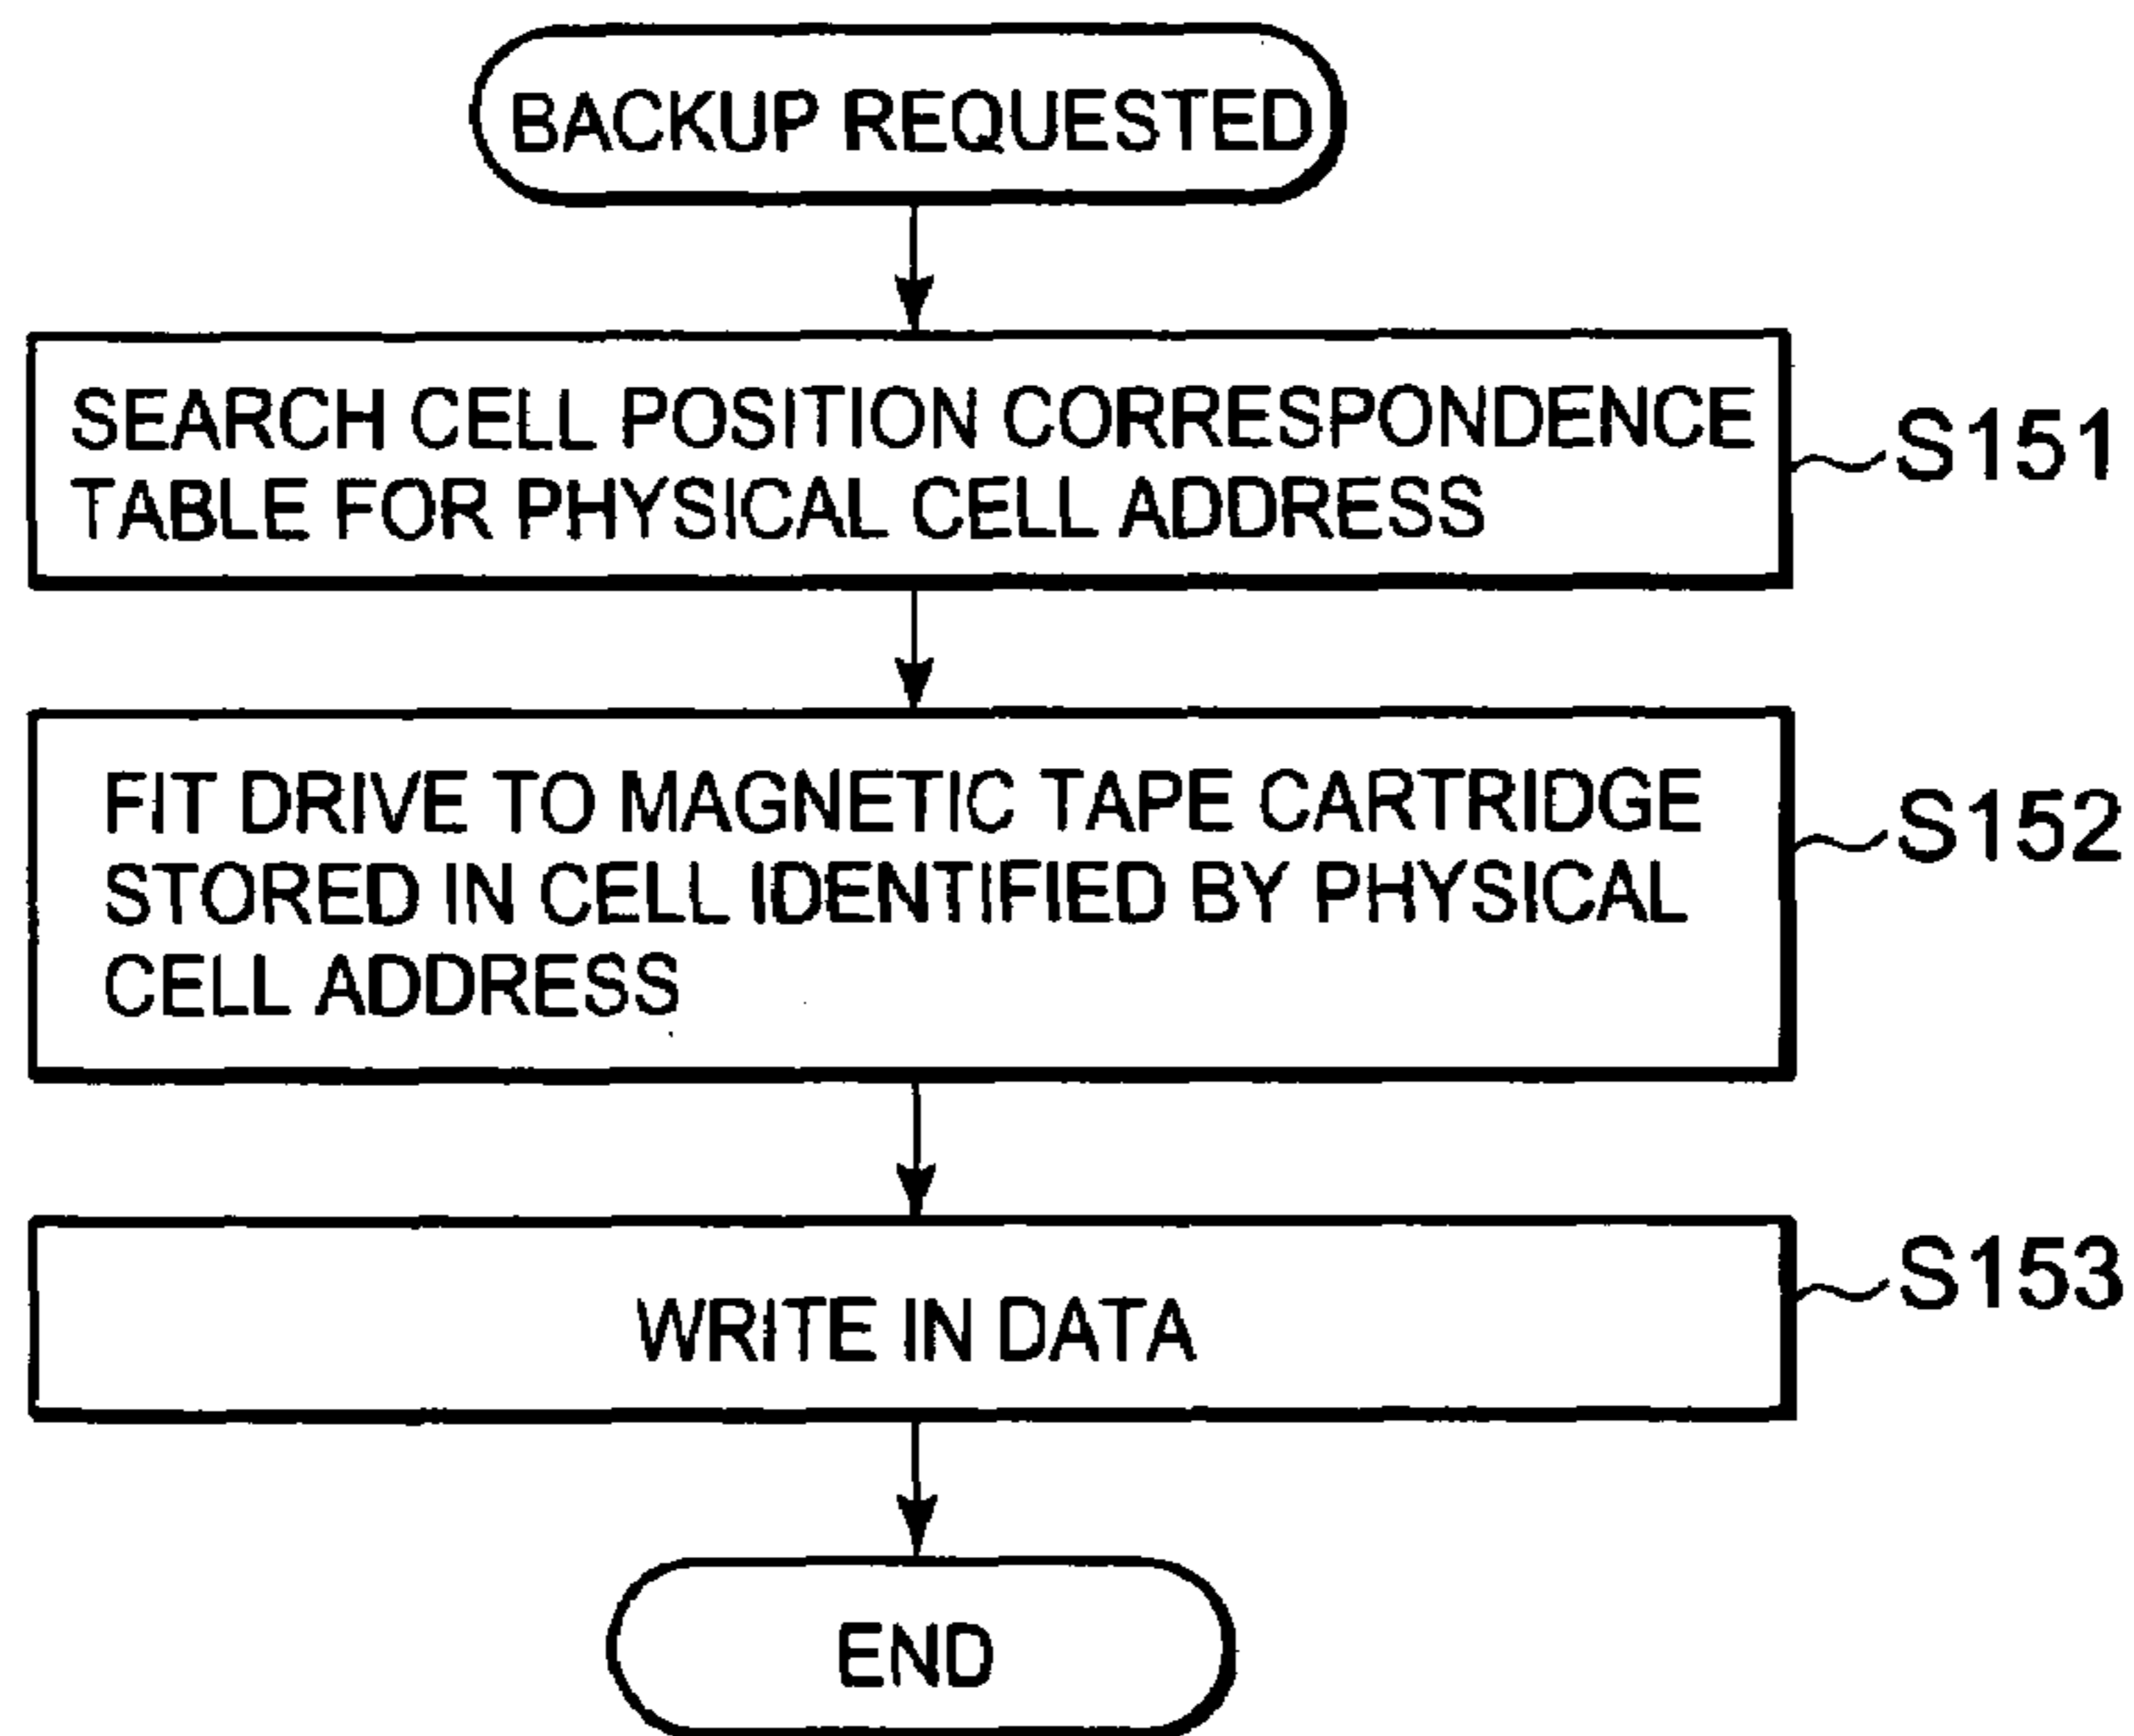 BACKUP REQUESTED
SEARCH CELL POSITION CORRESPONDENCE
TABLE FOR PHYSICAL CELL ADDRESS
S151
FIT DRIVE TO MAGNETIC TAPE CARTRIDGE
STORED IN CELL IDENTIFIED BY PHYSICAL
CELL ADDRESS
S152
WRITE IN DATA
S153
END